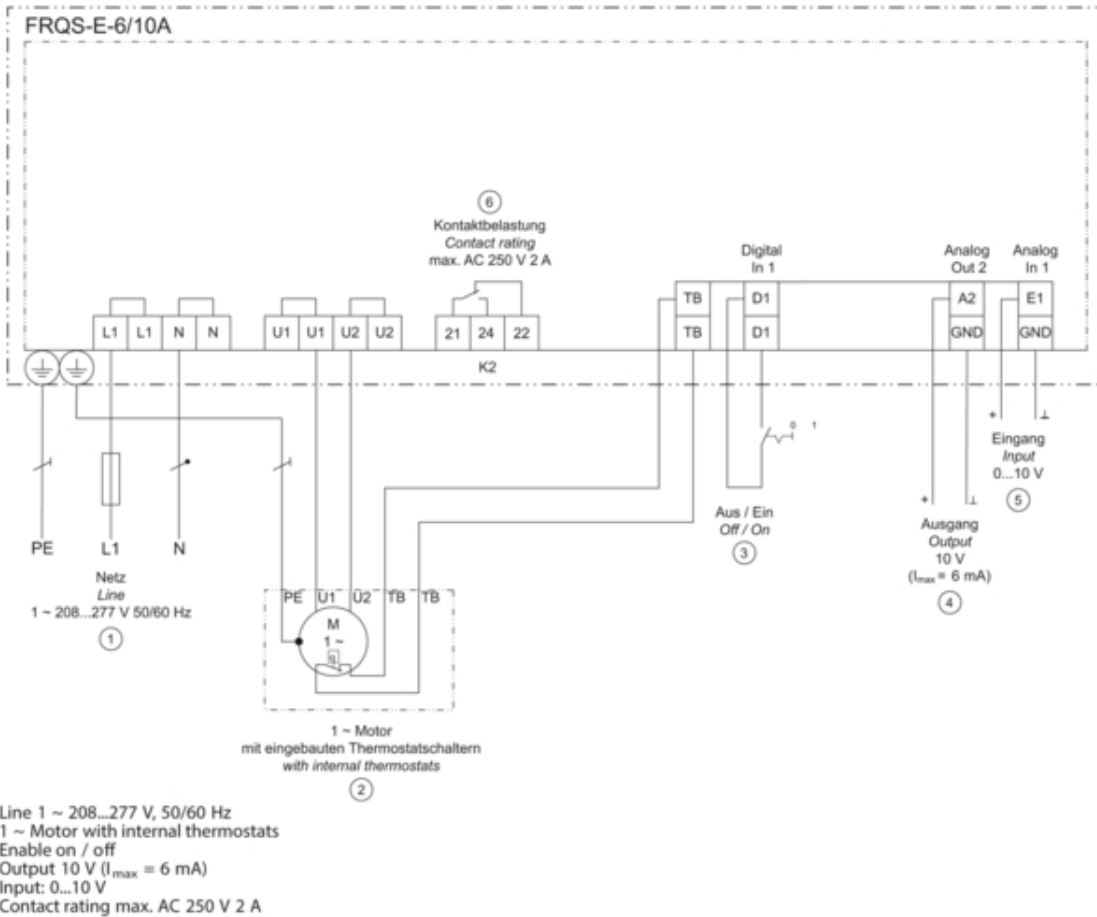 FRQS-E-6/10A
6
Kontaktbelastung
Contact rating
max. AC 250 V 2 A
Digital
In 1
Analog
Out 2
Analog
In 1
TB D1 A2 E1
L1 L1 N N U1 U1 U2 U2 21 24 22 TB D1 GND GND
K2
0 1
+ ⊥
Eingang
Input
0...10 V
5
+ ⊥
Aus / Ein
Off / On
3
Ausgang
Output
10 V
(Imax = 6 mA)
4
PE L1 N
Netz
Line
1 ~ 208...277 V 50/60 Hz
1
PE U1 U2 TB TB
M
1 ~
1 ~ Motor
mit eingebauten Thermostatschaltern
with internal thermostats
2
Line 1 ~ 208...277 V, 50/60 Hz
1 ~ Motor with internal thermostats
Enable on / off
Output 10 V (Imax = 6 mA)
Input: 0...10 V
Contact rating max. AC 250 V 2 A